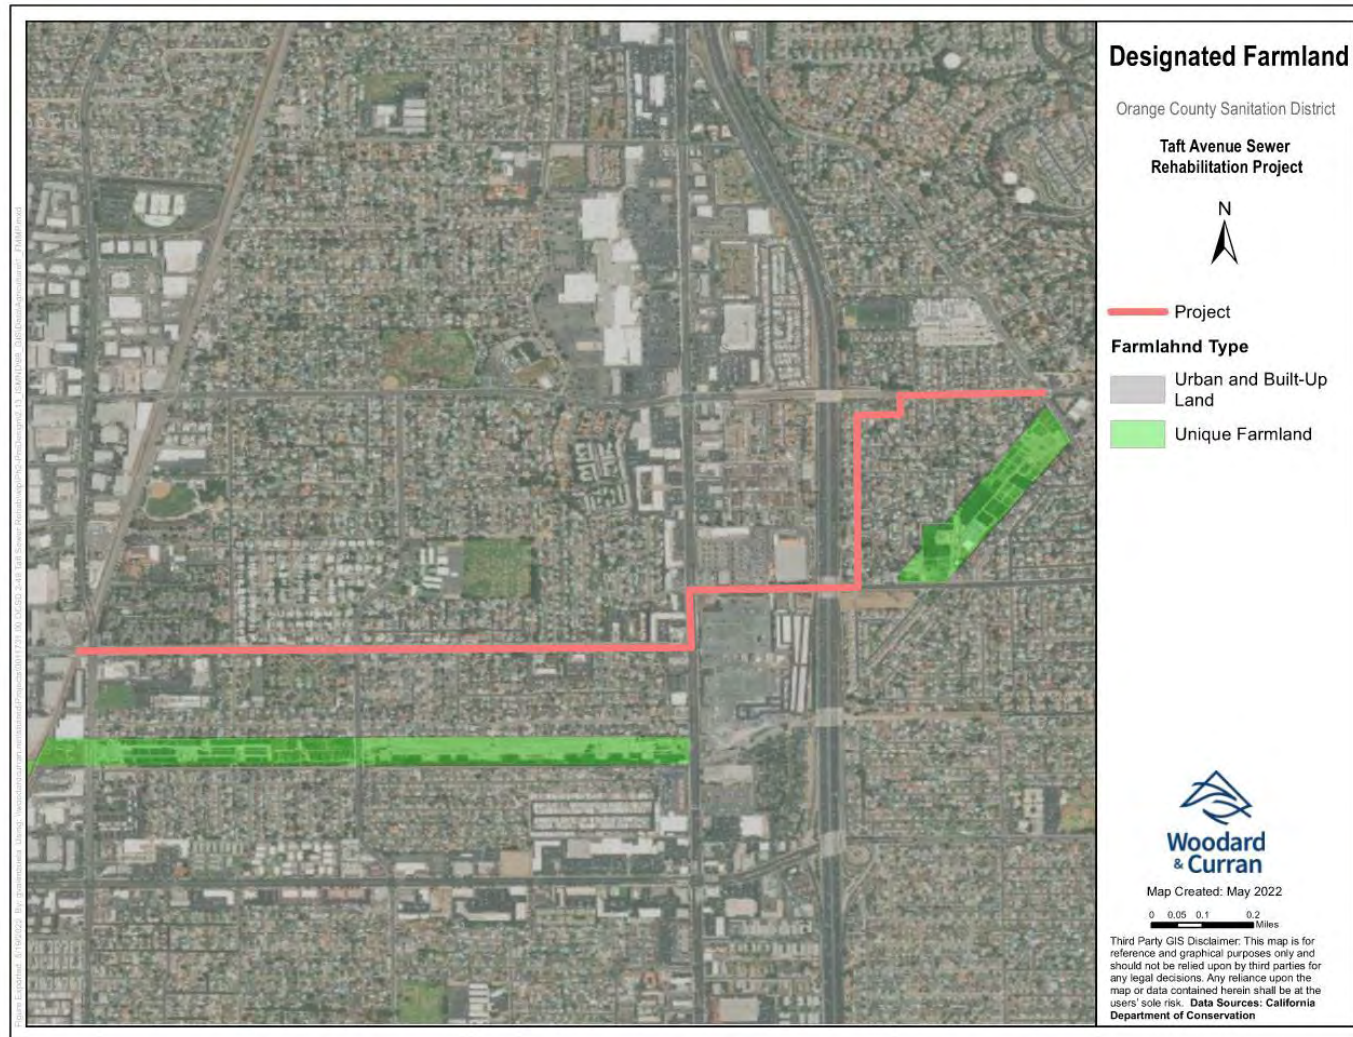 Designated Farmland
Orange County Sanitation District
Taft Avenue Sewer
Rehabilitation Project
N
Project
Farmlahnd Type
Urban and Built-Up
Land
Unique Farmland
Woodard
& Curran
Map Created: May 2022
0 0.05 0.1 0.2
Miles
Third Party GIS Disclaimer: This map is for
reference and graphical purposes only and
should not be relied upon by third parties for
any legal decisions. Any reliance upon the
map or data contained herein shall be at the
users' sole risk. Data Sources: California
Department of Conservation